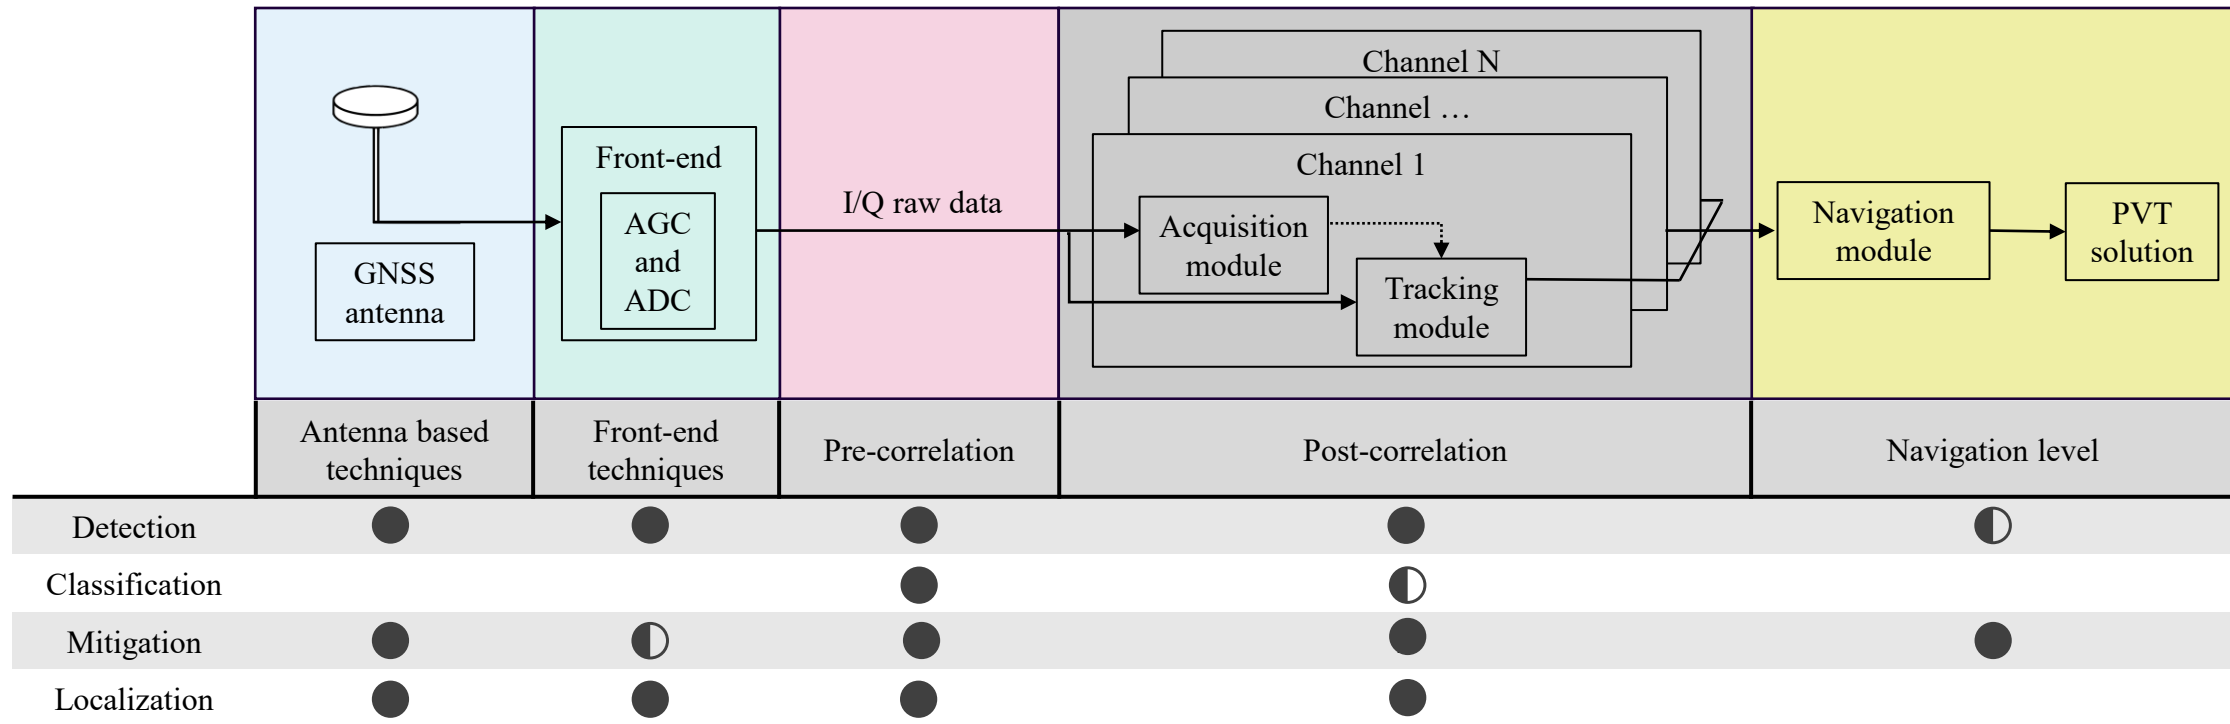 Channel N
Channel …
Channel 1
Front-end
AGC
and
ADC
GNSS
antenna
I/Q raw data
Acquisition
module
Tracking
module
Navigation
module
PVT
solution
Antenna based
techniques
Front-end
techniques
Pre-correlation
Post-correlation
Navigation level
Detection
Classification
Mitigation
Localization